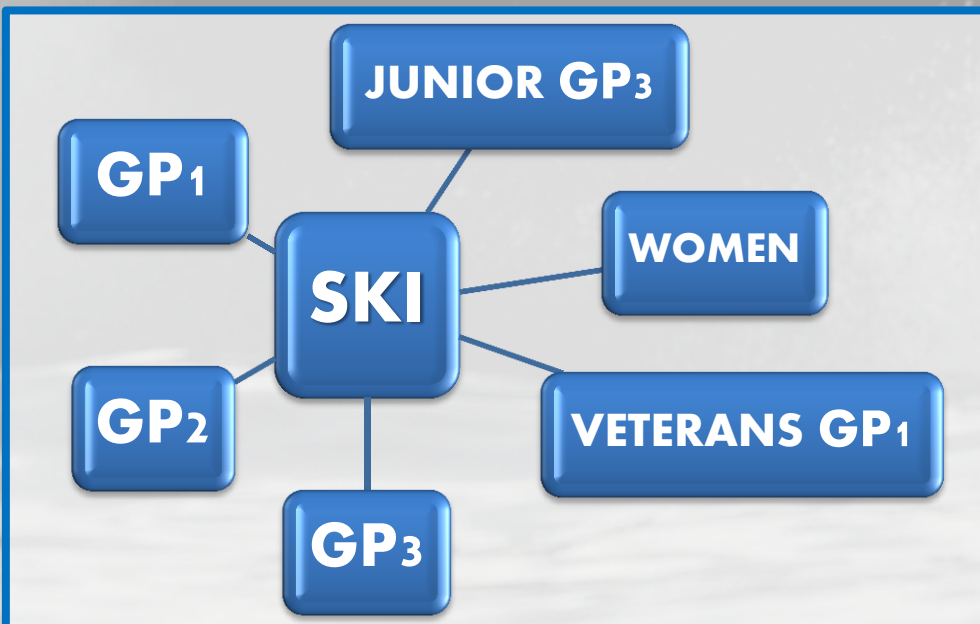 JUNIOR GP3
GP1
WOMEN
SKI
GP2
VETERANS GP1
GP3